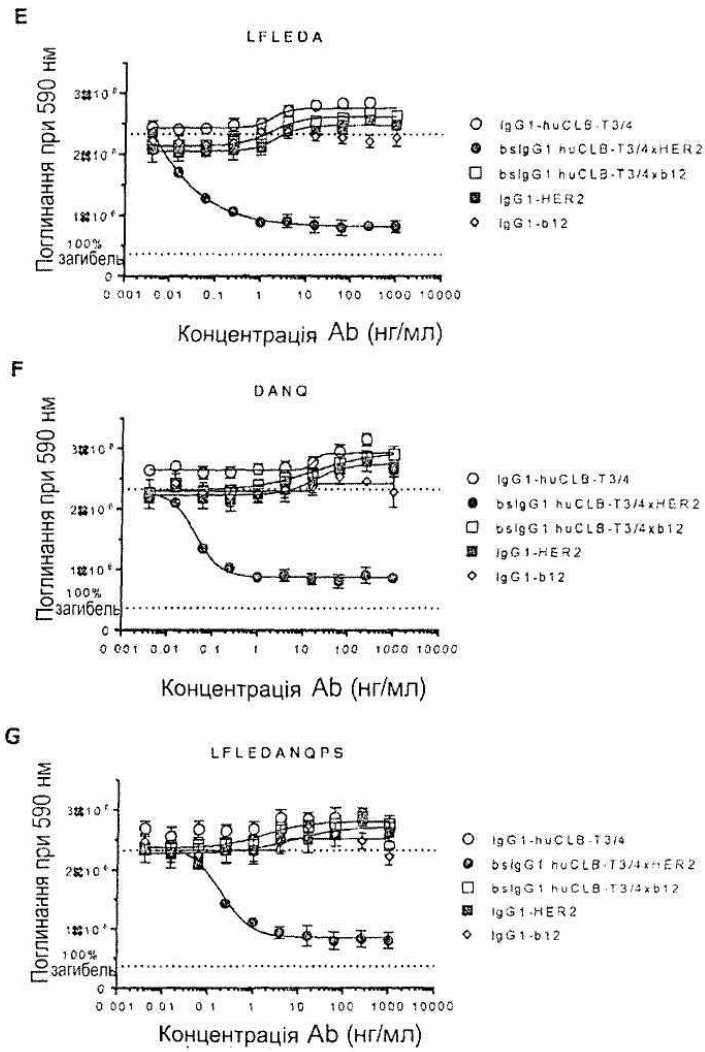 E
LFLEDA
Поглинання при 590 нм
2
1
100%
загибель
0
0.001 0.01 0.1 1 10 100 1000 10000
Концентрація Ab (нг/мл)
IgG1-huCLB-T3/4
bsIgG1 huCLB-T3/4xHER2
bsIgG1 huCLB-T3/4xb12
IgG1-HER2
IgG1-b12
F
DANQ
Поглинання при 590 нм
100%
загибель
0
0.001 0.01 0.1 1 10 100 1000 10000
Концентрація Ab (нг/мл)
IgG1-huCLB-T3/4
bsIgG1 huCLB-T3/4xHER2
bsIgG1 huCLB-T3/4xb12
IgG1-HER2
IgG1-b12
G
LFLEDANQPS
Поглинання при 590 нм
100%
загибель
0
0.001 0.01 0.1 1 10 100 1000 10000
Концентрація Ab (нг/мл)
IgG1-huCLB-T3/4
bsIgG1 huCLB-T3/4xHER2
bsIgG1 huCLB-T3/4xb12
IgG1-HER2
IgG1-b12